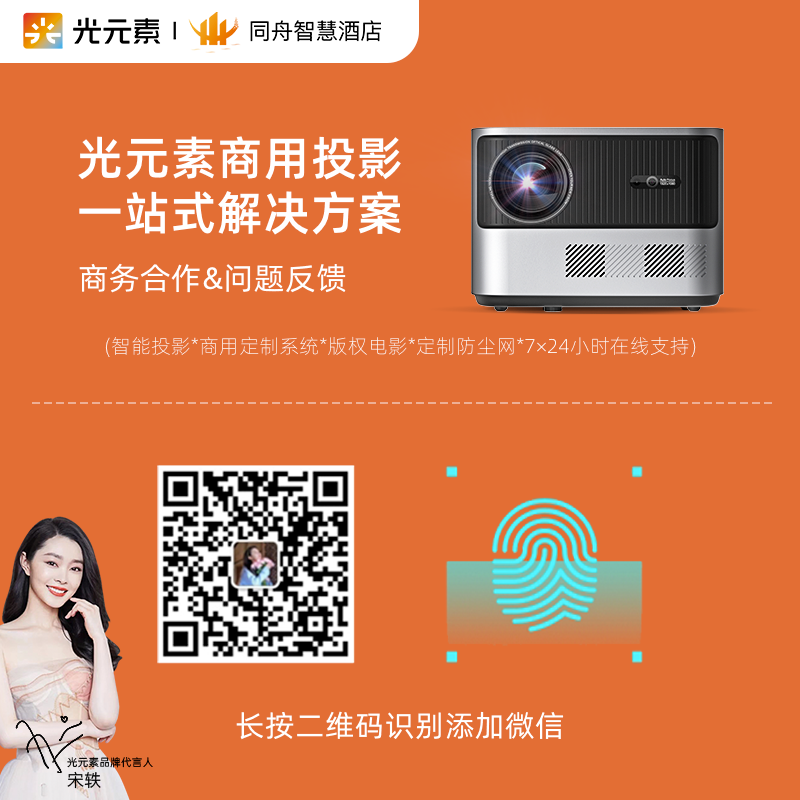 光元素 | 同舟智慧酒店
光元素商用投影
一站式解决方案
商务合作&问题反馈
(智能投影*商用定制系统*版权电影*定制防尘网*7×24小时在线支持)
长按二维码识别添加微信
光元素品牌代言人
宋轶